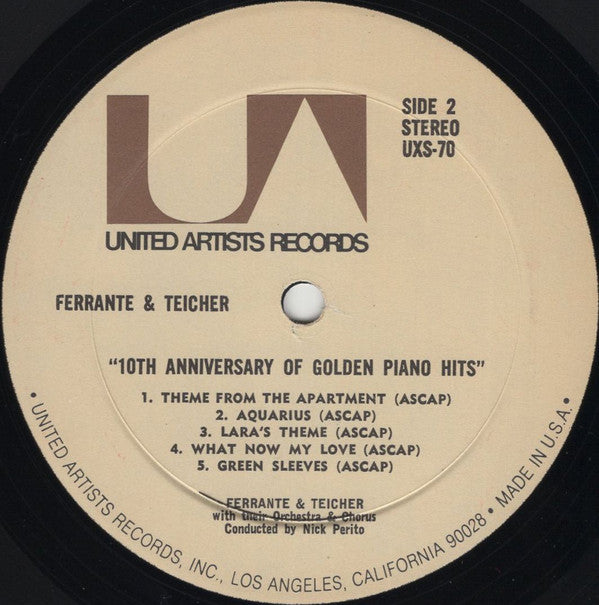 SIDE 2
STEREO
UXS-70
UA
UNITED ARTISTS RECORDS
FERRANTE & TEICHER
"10TH ANNIVERSARY OF GOLDEN PIANO HITS"
1. THEME FROM THE APARTMENT (ASCAP)
2. AQUARIUS (ASCAP)
3. LARA'S THEME (ASCAP)
4. WHAT NOW MY LOVE (ASCAP)
5. GREEN SLEEVES (ASCAP)
FERRANTE & TEICHER
with their Orchestra & Chorus
Conducted by Nick Perito
• UNITED ARTISTS RECORDS, INC., LOS ANGELES, CALIFORNIA 90028 • MADE IN U.S.A. •